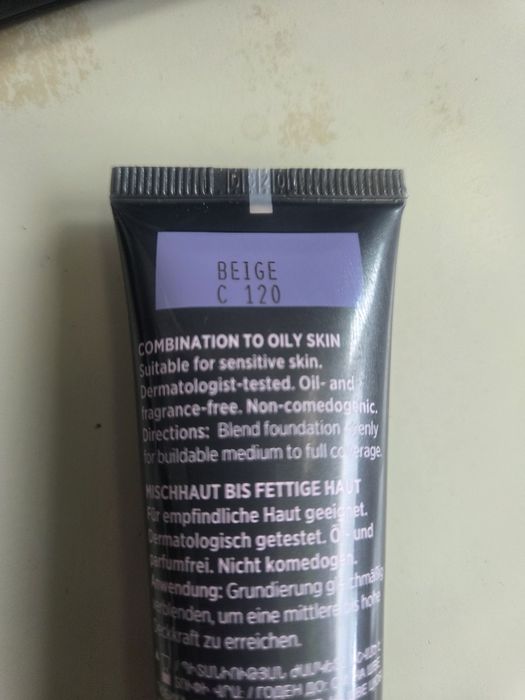 BEIGE
C 120
COMBINATION TO OILY SKIN
Suitable for sensitive skin.
Dermatologist-tested. Oil- and
fragrance-free. Non-comedogenic.
Directions: Blend foundation evenly
for buildable medium to full coverage.
MISCHHAUT BIS FETTIGE HAUT
Für empfindliche Haut geeignet.
Dermatologisch getestet. Öl- und
parfumfrei. Nicht komedogen.
Anwendung: Grundierung gleichmäßig
verblenden, um eine mittlere bis hohe
Deckkraft zu erreichen.
ГОДЕН ДО: